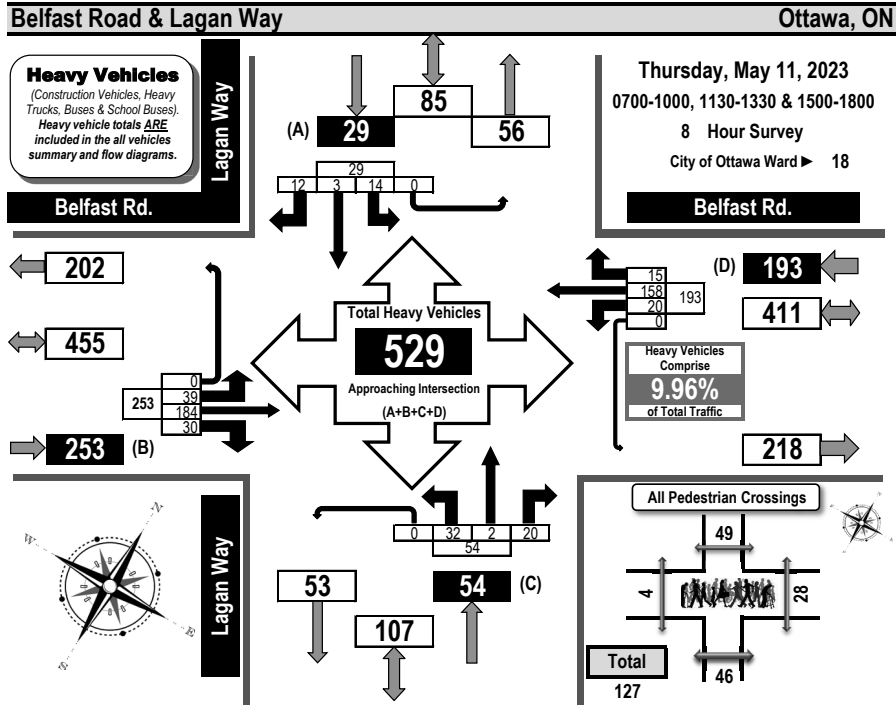 Belfast Road & Lagan Way
Ottawa, ON
Heavy Vehicles
(Construction Vehicles, Heavy
Trucks, Buses & School Buses).
Heavy vehicle totals ARE
included in the all vehicles
summary and flow diagrams.
Lagan Way
Belfast Rd.
85
(A)
29
56
29
12 3 14 0
Thursday, May 11, 2023
0700-1000, 1130-1330 & 1500-1800
8 Hour Survey
City of Ottawa Ward ► 18
Belfast Rd.
202
455
0
39
253
184
30
253
(B)
Total Heavy Vehicles
529
Approaching Intersection
(A+B+C+D)
(D)
193
15
158
193
20
0
411
Heavy Vehicles
Comprise
9.96%
of Total Traffic
218
N
W
E
S
Lagan Way
0 32 2 20
54
53
54
(C)
107
All Pedestrian Crossings
49
4
28
46
Total
127